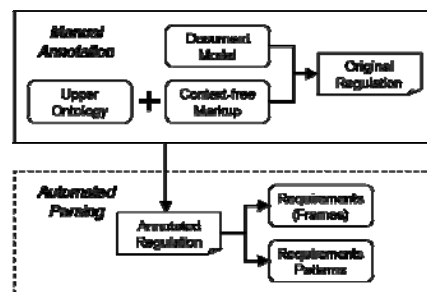 Manual
Annotation
Document
Model
Original
Regulation
Upper
Ontology
+
Context-free
Markup
Automated
Parsing
Annotated
Regulation
Requirements
(Frames)
Requirements
Patterns